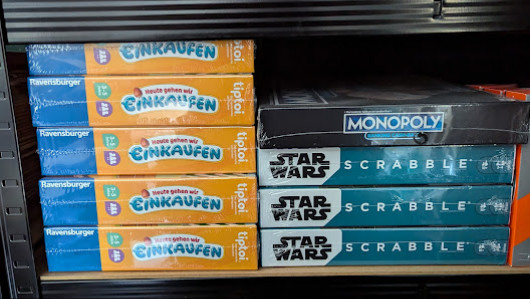 EINKAUFEN
tiptoi
Ravensburger
Heute gehen wir
EINKAUFEN
tiptoi
Ravensburger
Heute gehen wir
EINKAUFEN
tiptoi
Ravensburger
Heute gehen wir
EINKAUFEN
tiptoi
Ravensburger
Heute gehen wir
EINKAUFEN
tiptoi
MONOPOLY
STAR WARS SCRABBLE
STAR WARS SCRABBLE
STAR WARS SCRABBLE